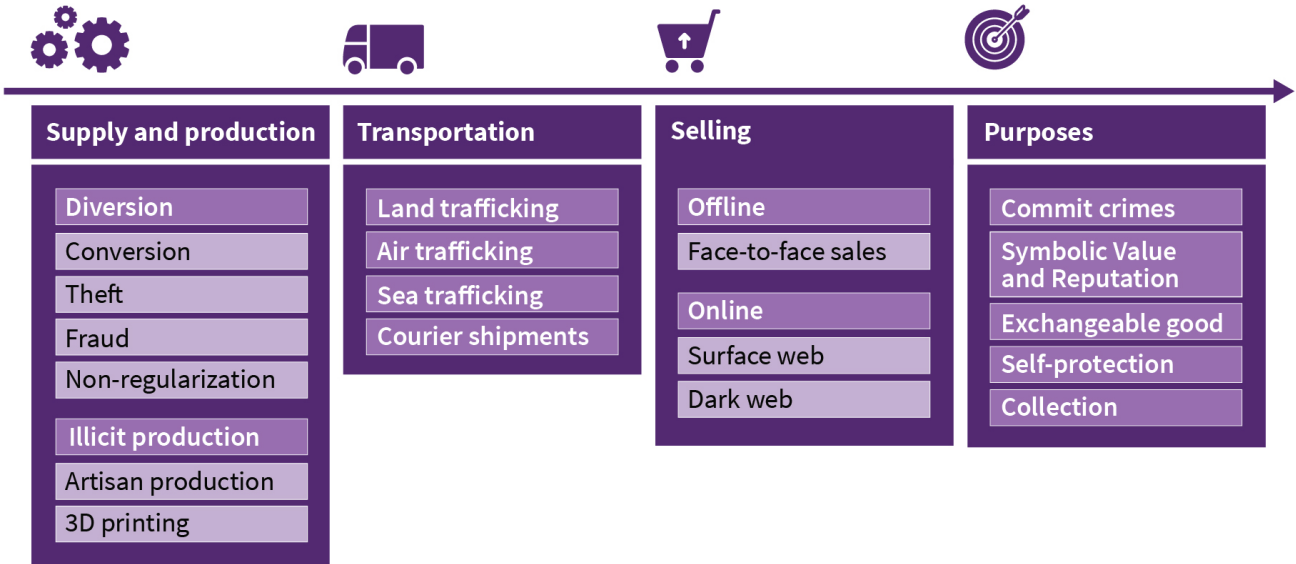 Supply and production
Diversion
Conversion
Theft
Fraud
Non-regularization
Illicit production
Artisan production
3D printing
Transportation
Land trafficking
Air trafficking
Sea trafficking
Courier shipments
Selling
Offline
Face-to-face sales
Online
Surface web
Dark web
Purposes
Commit crimes
Symbolic Value
and Reputation
Exchangeable good
Self-protection
Collection